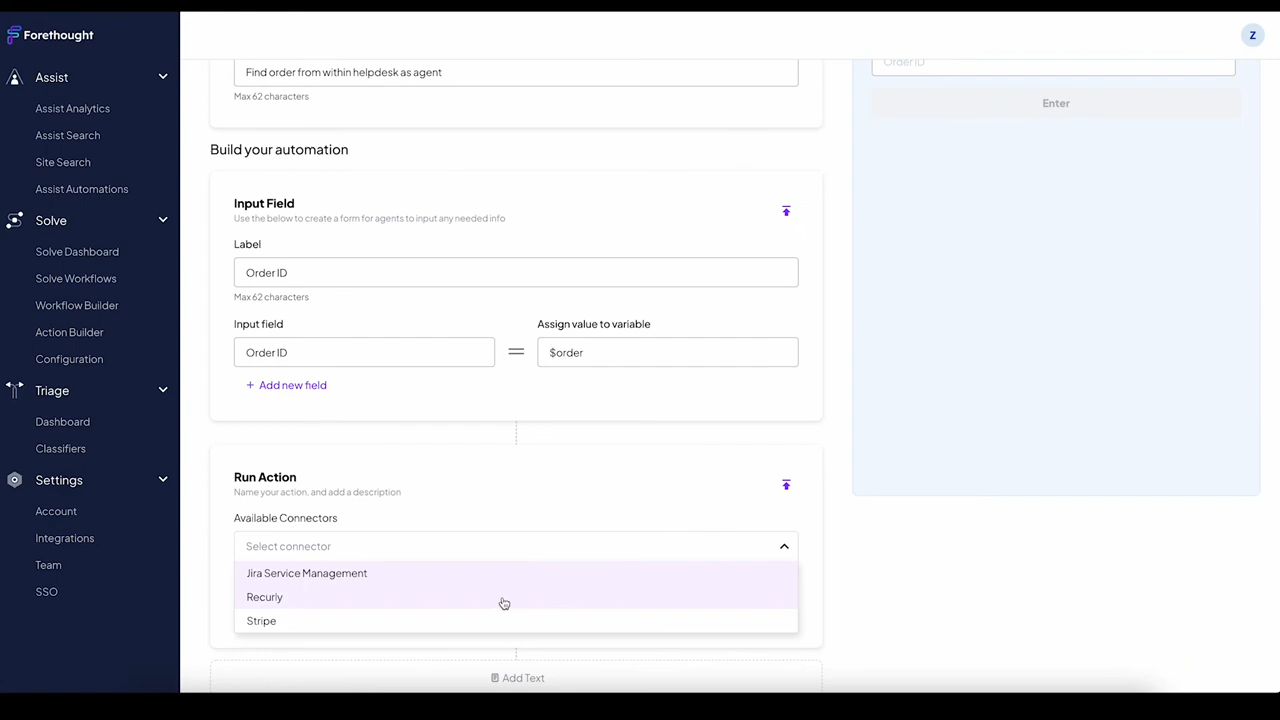 Forethought
Z
Assist
Assist Analytics
Assist Search
Site Search
Assist Automations
Solve
Solve Dashboard
Solve Workflows
Workflow Builder
Action Builder
Configuration
Triage
Dashboard
Classifiers
Settings
Account
Integrations
Team
SSO
Find order from within helpdesk as agent
Max 62 characters
Build your automation
Input Field
Use the below to create a form for agents to input any needed info
Label
Order ID
Max 62 characters
Input field
Assign value to variable
Order ID
$order
+ Add new field
Run Action
Name your action, and add a description
Available Connectors
Select connector
Jira Service Management
Recurly
Stripe
Add Text
Order ID
Enter